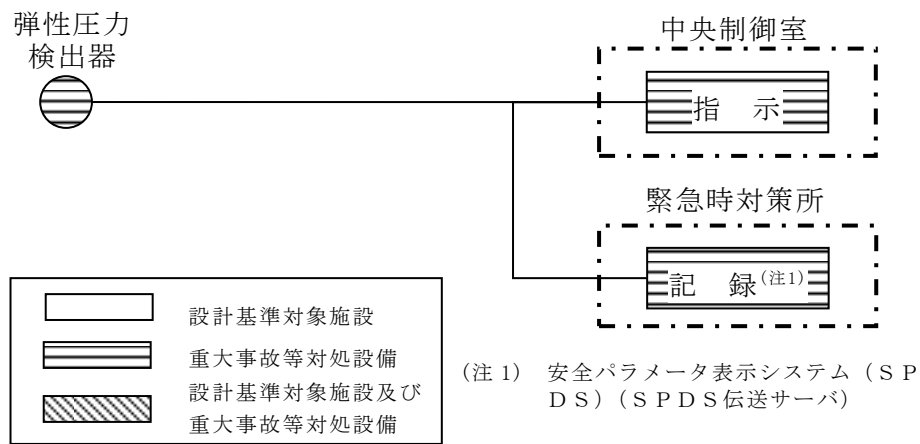 弾性圧力
検出器
中央制御室
指　示
緊急時対策所
記　録(注1)
設計基準対象施設
重大事故等対処設備
設計基準対象施設及び
重大事故等対処設備
(注 1)　安全パラメータ表示システム（ＳＰ
ＤＳ）（ＳＰＤＳ伝送サーバ）